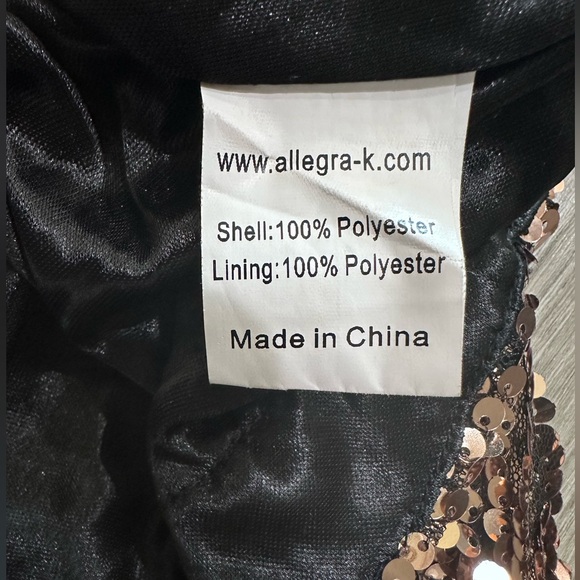 www.allegra-k.com
Shell:100% Polyester
Lining:100% Polyester
Made in China